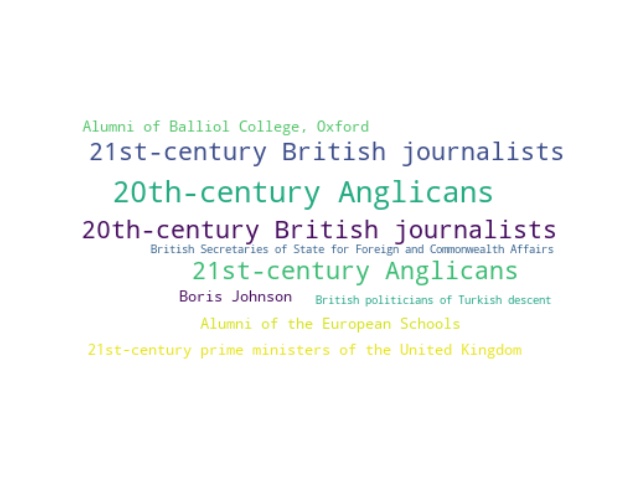 Alumni of Balliol College, Oxford
21st-century British journalists
20th-century Anglicans
20th-century British journalists
British Secretaries of State for Foreign and Commonwealth Affairs
21st-century Anglicans
Boris Johnson
British politicians of Turkish descent
Alumni of the European Schools
21st-century prime ministers of the United Kingdom